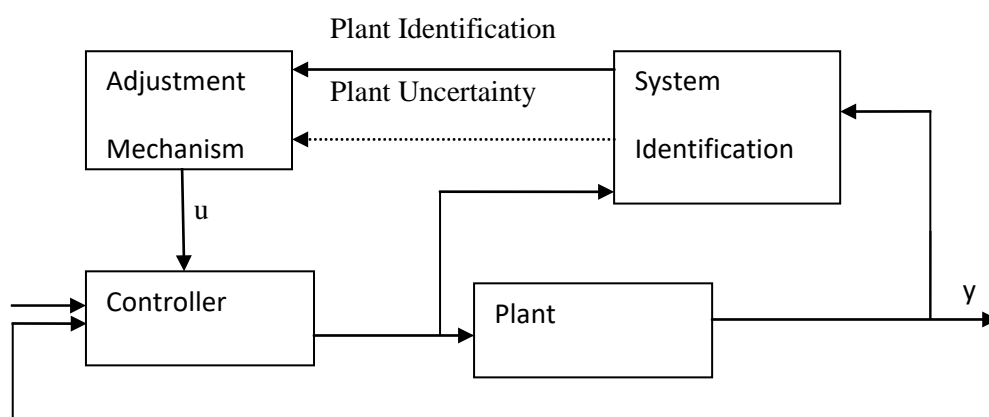 Plant Identification
Adjustment
Mechanism
Plant Uncertainty
System
Identification
u
Controller
Plant
y